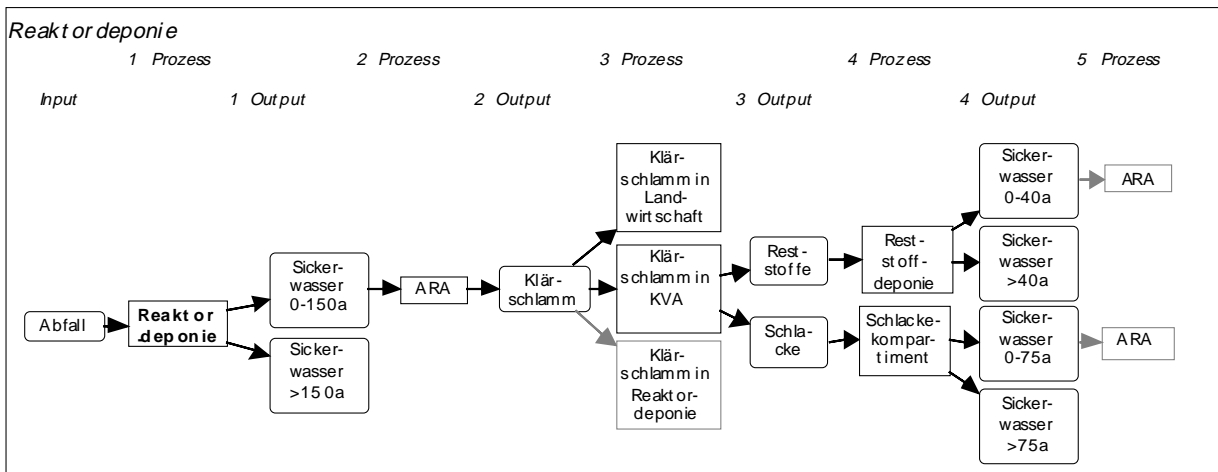 Reaktordeponie
1 Prozess
2 Prozess
3 Prozess
4 Prozess
5 Prozess
Input
1 Output
2 Output
3 Output
4 Output
Abfall
Reaktor
.deponie
Sicker-
wasser
0-150a
Sicker-
wasser
>150a
ARA
Klär-
schlamm
Klär-
schlamm in
Land-
wirtschaft
Klär-
schlamm in
KVA
Klär-
schlamm in
Reaktor-
deponie
Rest-
stoffe
Schla-
cke
Rest-
stoff-
deponie
Schlacke-
kompar-
timent
Sicker-
wasser
0-40a
Sicker-
wasser
>40a
Sicker-
wasser
0-75a
Sicker-
wasser
>75a
ARA
ARA